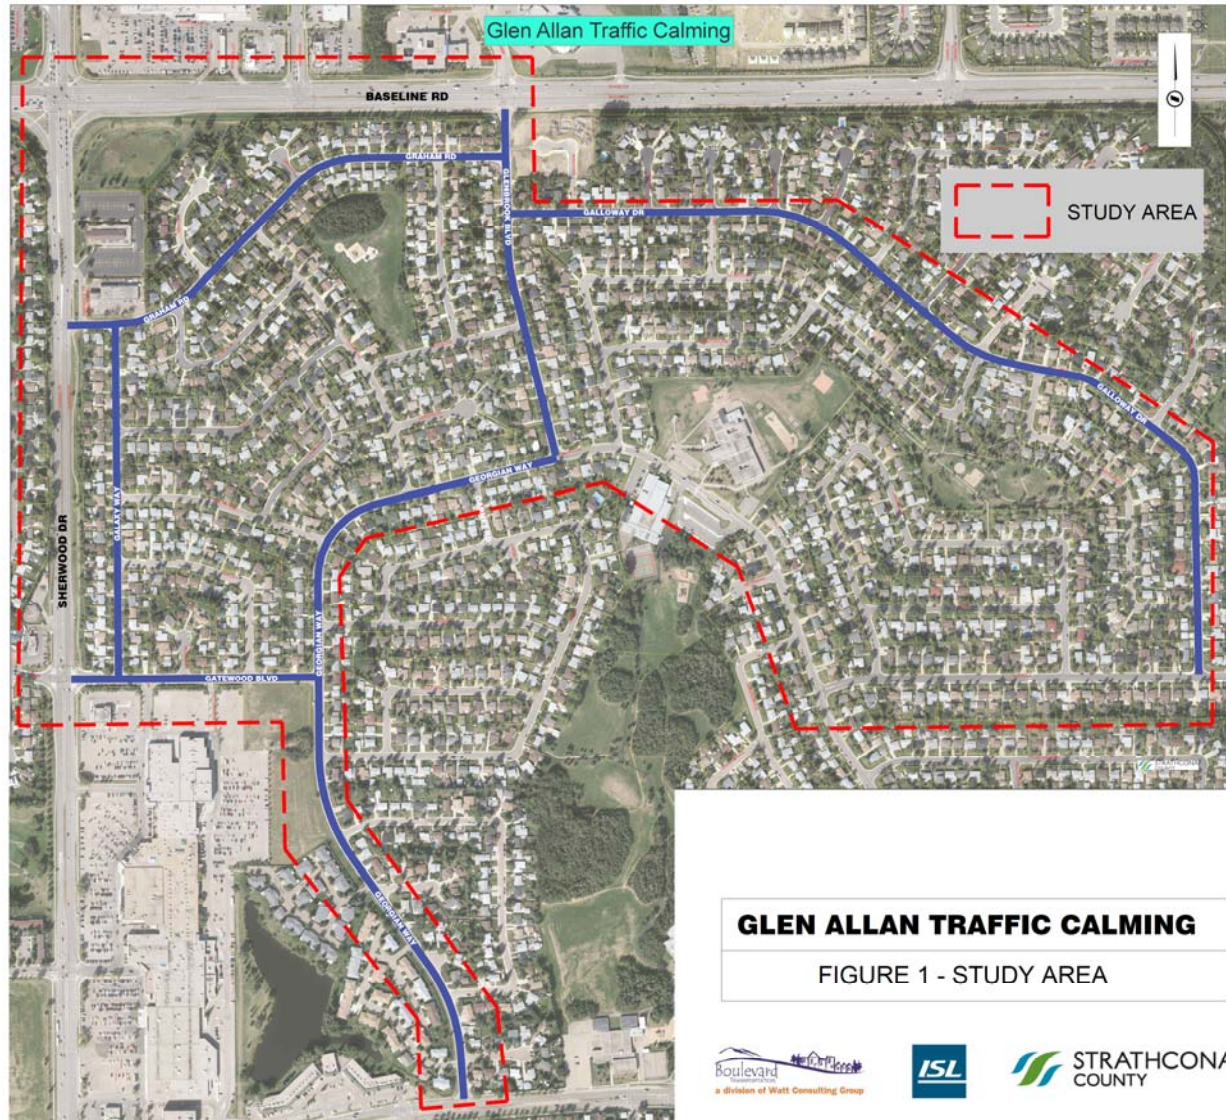 Glen Allan Traffic Calming
BASELINE RD
GRAHAM RD
GLENBROOK BLVD
GALLOWAY DR
STUDY AREA
GRAHAM RD
GALLOWAY DR
GEORGIAN WAY
GALAXY WAY
SHERWOOD DR
GEORGIAN WAY
GATEWOOD BLVD
STRATHCONA
GEORGIAN WAY
GLEN ALLAN TRAFFIC CALMING
FIGURE 1 - STUDY AREA
Boulevard
TRANSPORTATION
a division of Watt Consulting Group
ISL
STRATHCONA
COUNTY